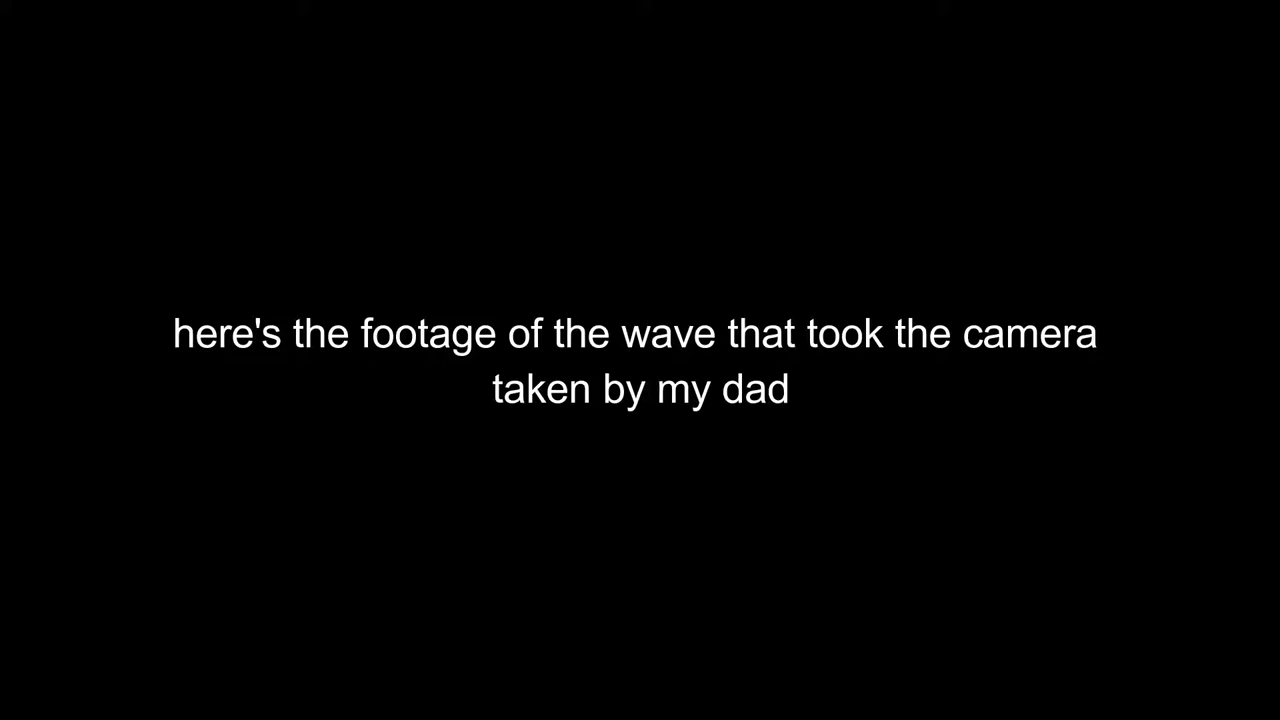 here's the footage of the wave that took the camera
taken by my dad